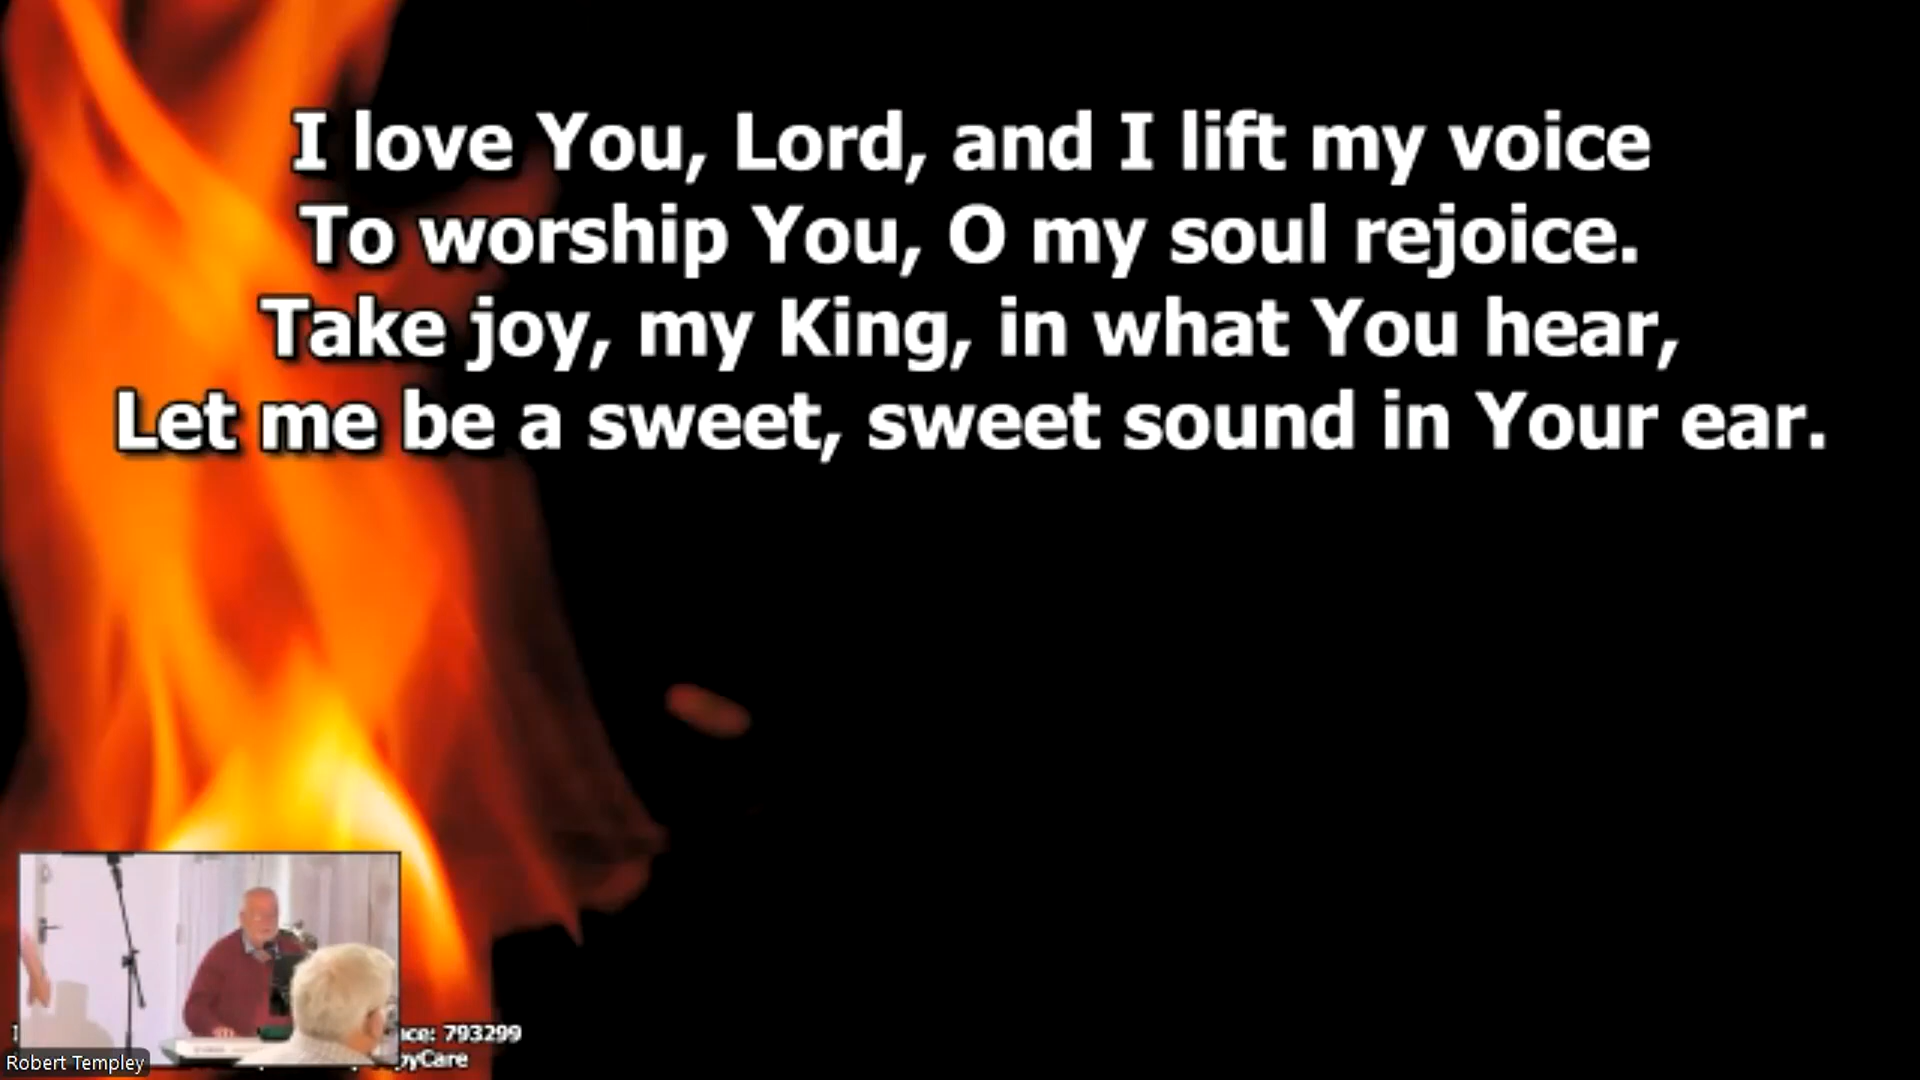 I love You, Lord, and I lift my voice
To worship You, O my soul rejoice.
Take joy, my King, in what You hear,
Let me be a sweet, sweet sound in Your ear.
793299
Robert Templey